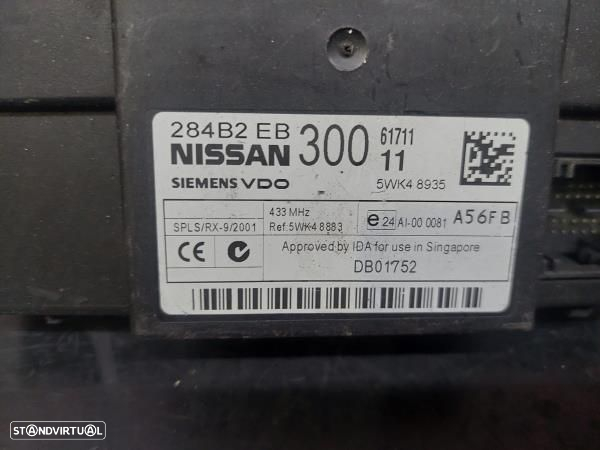 284B2 EB 300 61711
NISSAN 11
SIEMENS VDO 5WK4 8935
433 MHz
SPLS/RX-9/2001 Ref:5WK4 8883 e 24 AI-00 0081 A56FB
CE Approved by IDA for use in Singapore
DB01752
STANDVIRTUAL